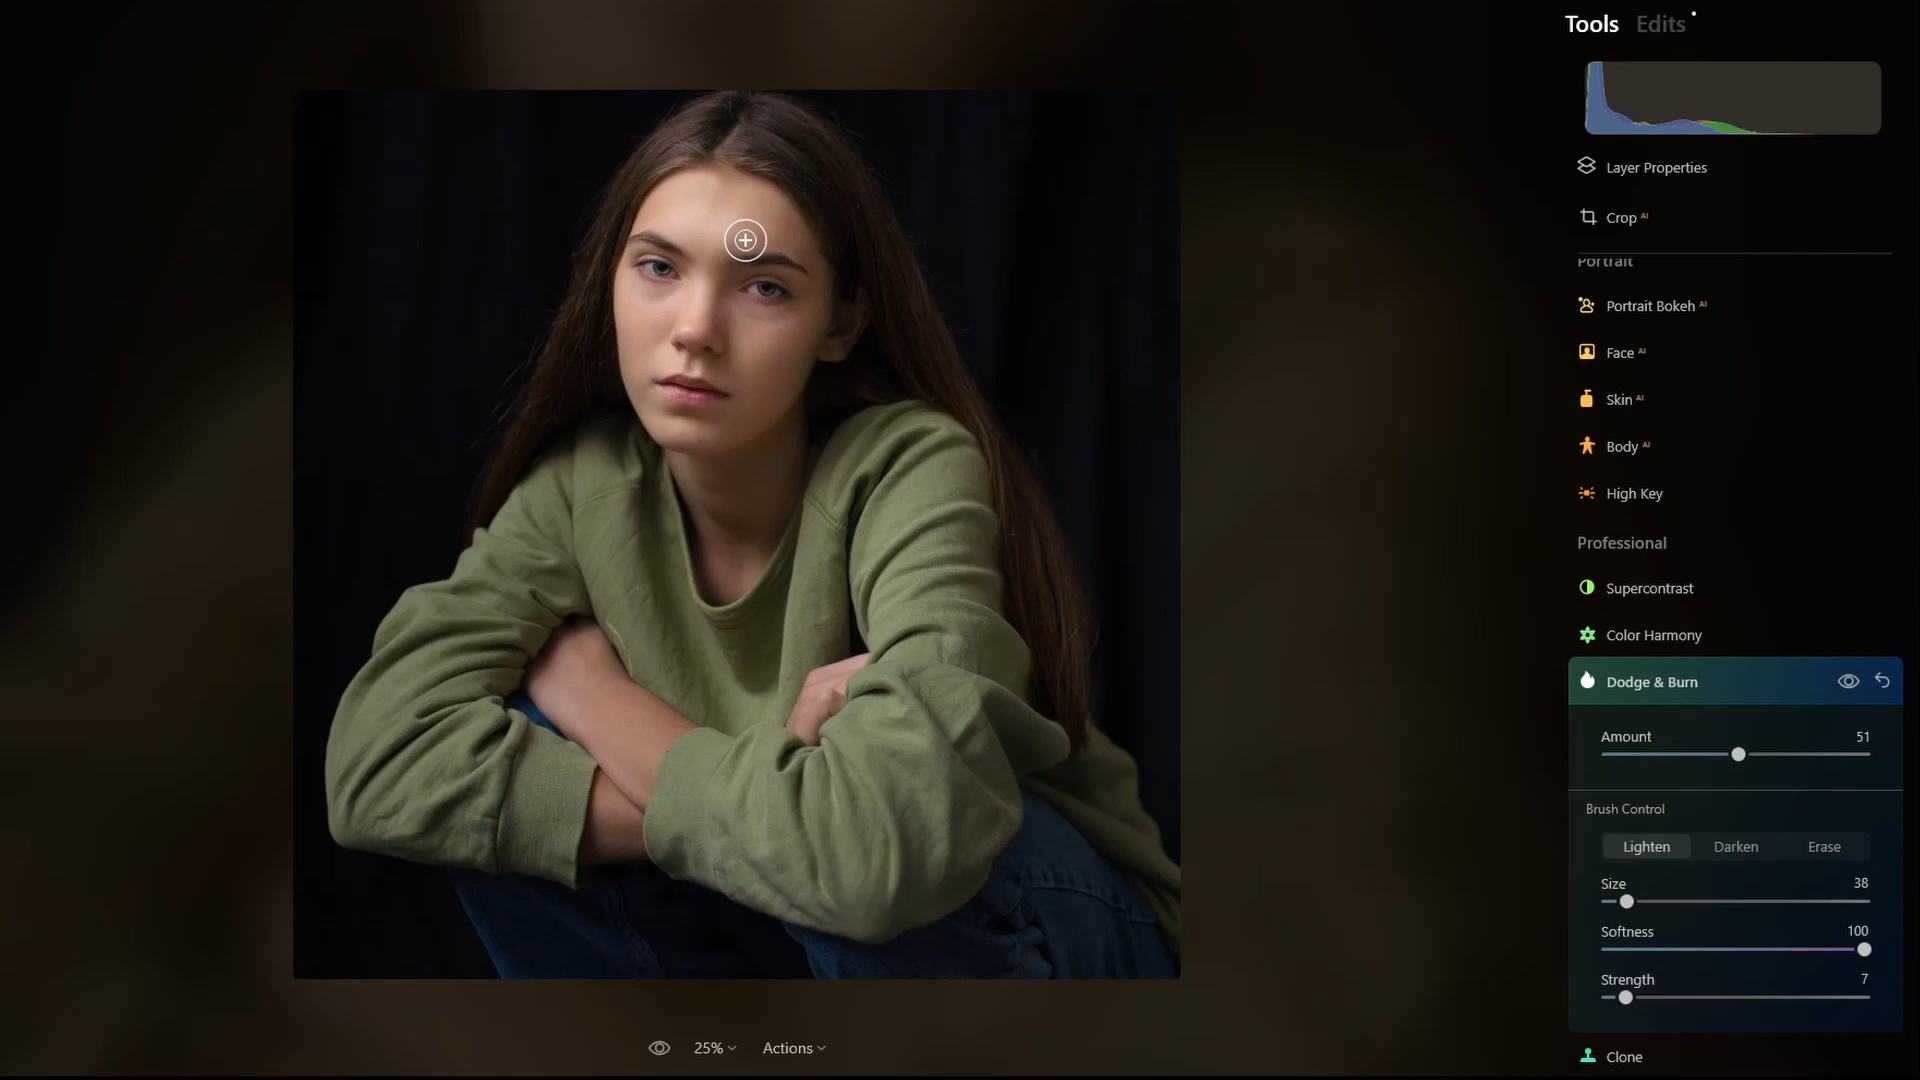 Tools Edits
Layer Properties
Crop AI
Portrait
Portrait Bokeh AI
Face AI
Skin AI
Body AI
High Key
Professional
Supercontrast
Color Harmony
Dodge & Burn
Amount 51
Brush Control
Lighten Darken Erase
Size 38
Softness 100
Strength 7
25% Actions
Clone